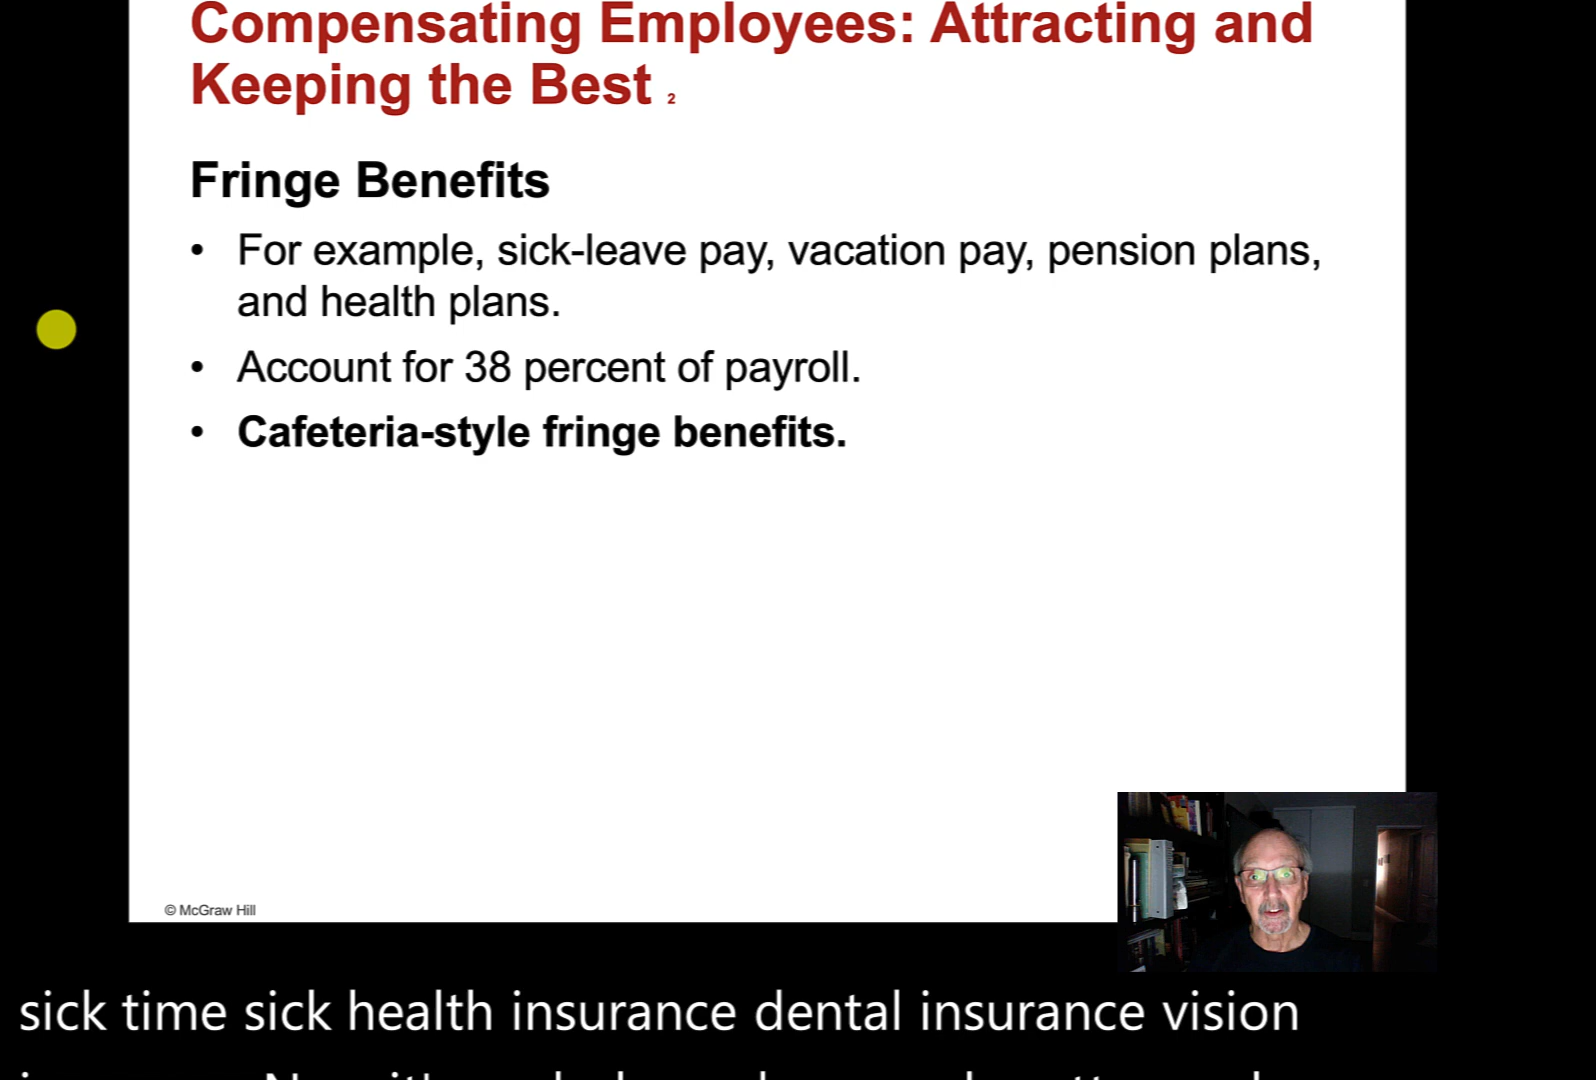 Compensating Employees: Attracting and
Keeping the Best 2
Fringe Benefits
• For example, sick-leave pay, vacation pay, pension plans,
and health plans.
• Account for 38 percent of payroll.
• Cafeteria-style fringe benefits.
© McGraw Hill
sick time sick health insurance dental insurance vision